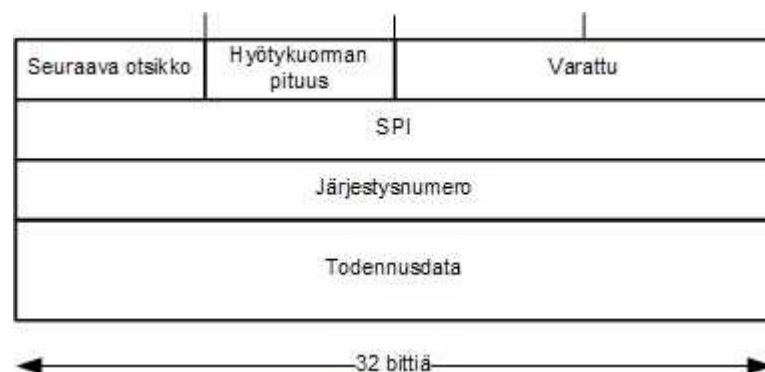 Seuraava otsikko
Hyötykuorman
pituus
Varattu
SPI
Järjestysnumero
Todennusdata
32 bittiä